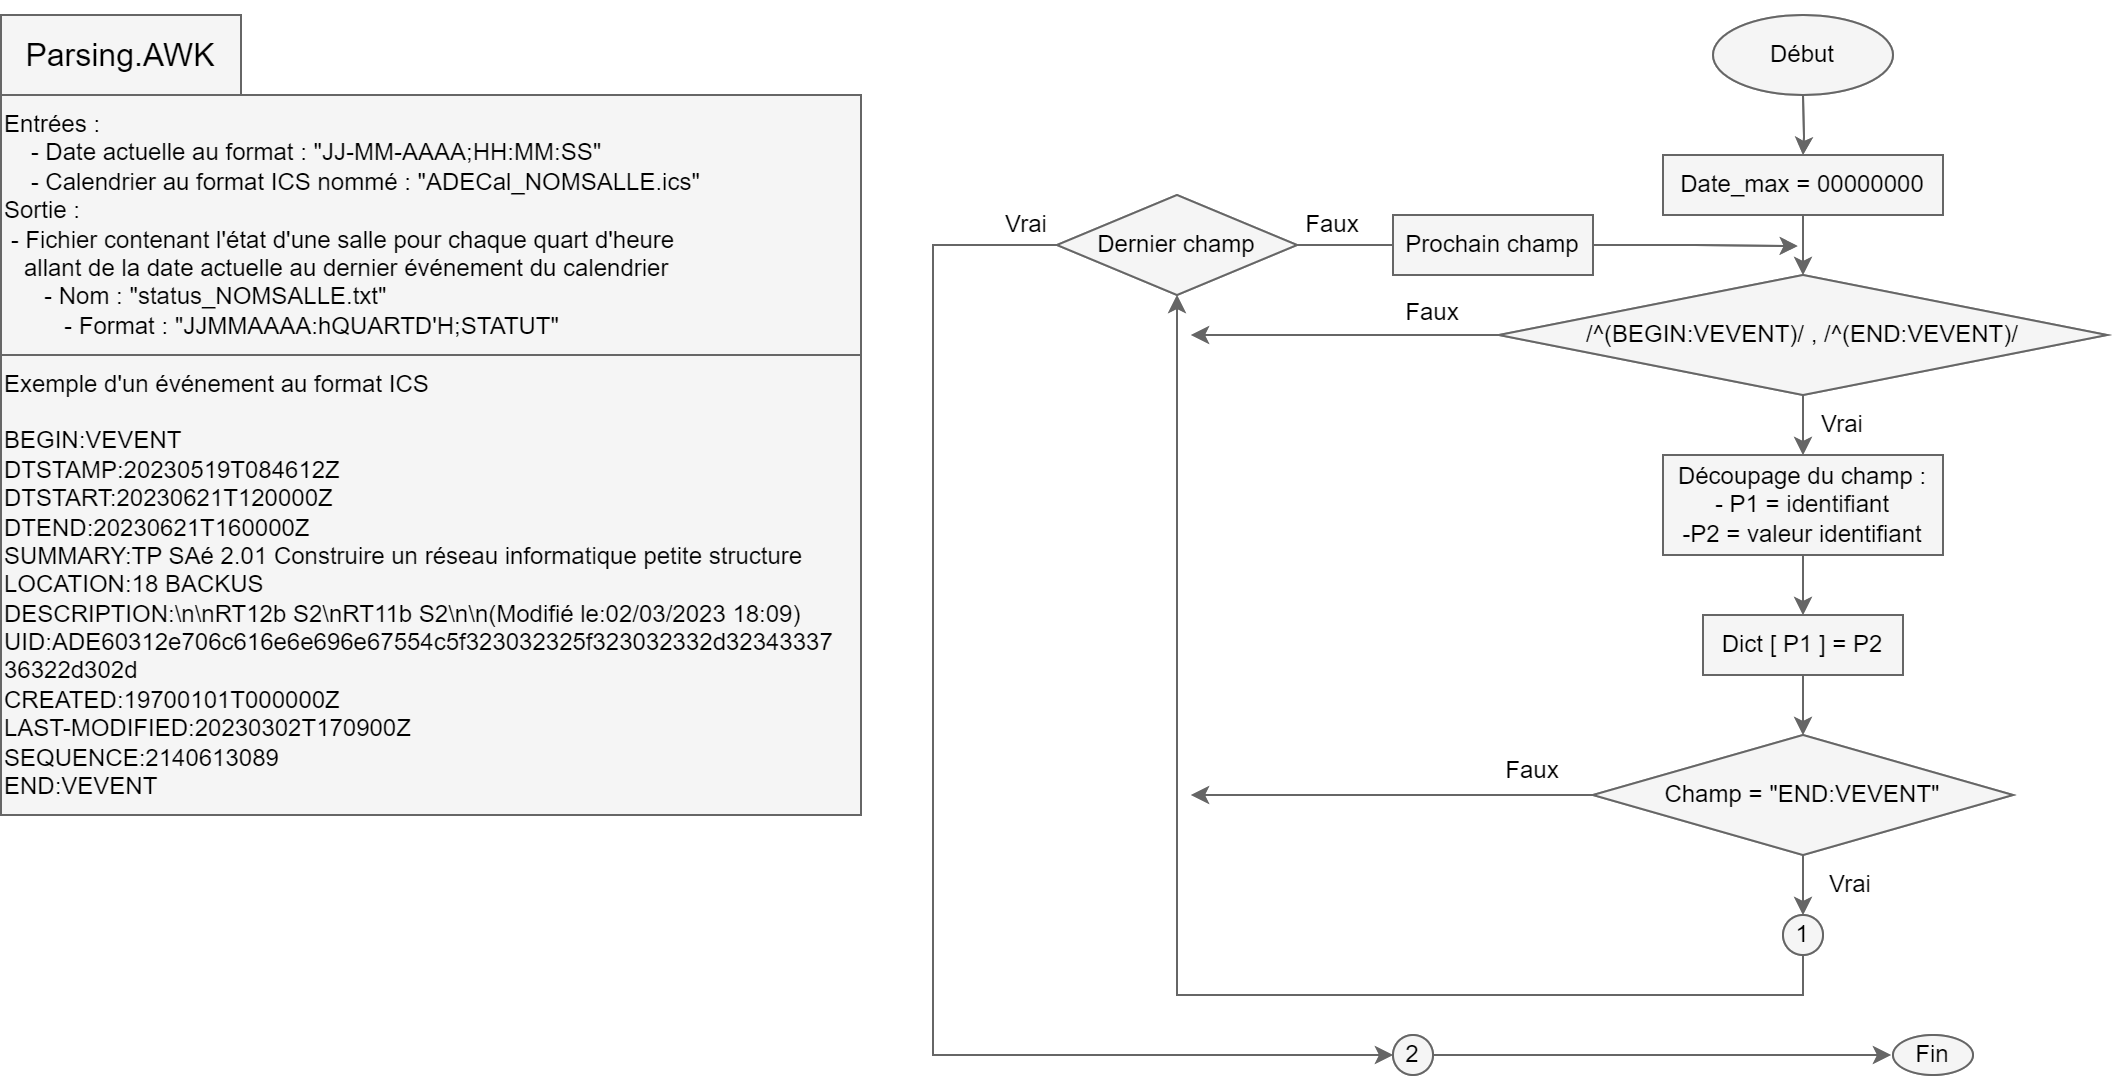 Parsing.AWK
Entrées :
- Date actuelle au format : "JJ-MM-AAAA;HH:MM:SS"
- Calendrier au format ICS nommé : "ADECal_NOMSALLE.ics"
Sortie :
- Fichier contenant l'état d'une salle pour chaque quart d'heure
allant de la date actuelle au dernier événement du calendrier
- Nom : "status_NOMSALLE.txt"
- Format : "JJMMAAAA:hQUARTD'H;STATUT"
Exemple d'un événement au format ICS
BEGIN:VEVENT
DTSTAMP:20230519T084612Z
DTSTART:20230621T120000Z
DTEND:20230621T160000Z
SUMMARY:TP SAé 2.01 Construire un réseau informatique petite structure
LOCATION:18 BACKUS
DESCRIPTION:\n\nRT12b S2\nRT11b S2\n\n(Modifié le:02/03/2023 18:09)
UID:ADE60312e706c616e6e696e67554c5f323032325f323032332d32343337
36322d302d
CREATED:19700101T000000Z
LAST-MODIFIED:20230302T170900Z
SEQUENCE:2140613089
END:VEVENT
Début
Date_max = 00000000
Vrai
Dernier champ
Faux
Prochain champ
Faux
/^(BEGIN:VEVENT)/ , /^(END:VEVENT)/
Vrai
Découpage du champ :
- P1 = identifiant
-P2 = valeur identifiant
Dict [ P1 ] = P2
Faux
Champ = "END:VEVENT"
Vrai
1
2
Fin